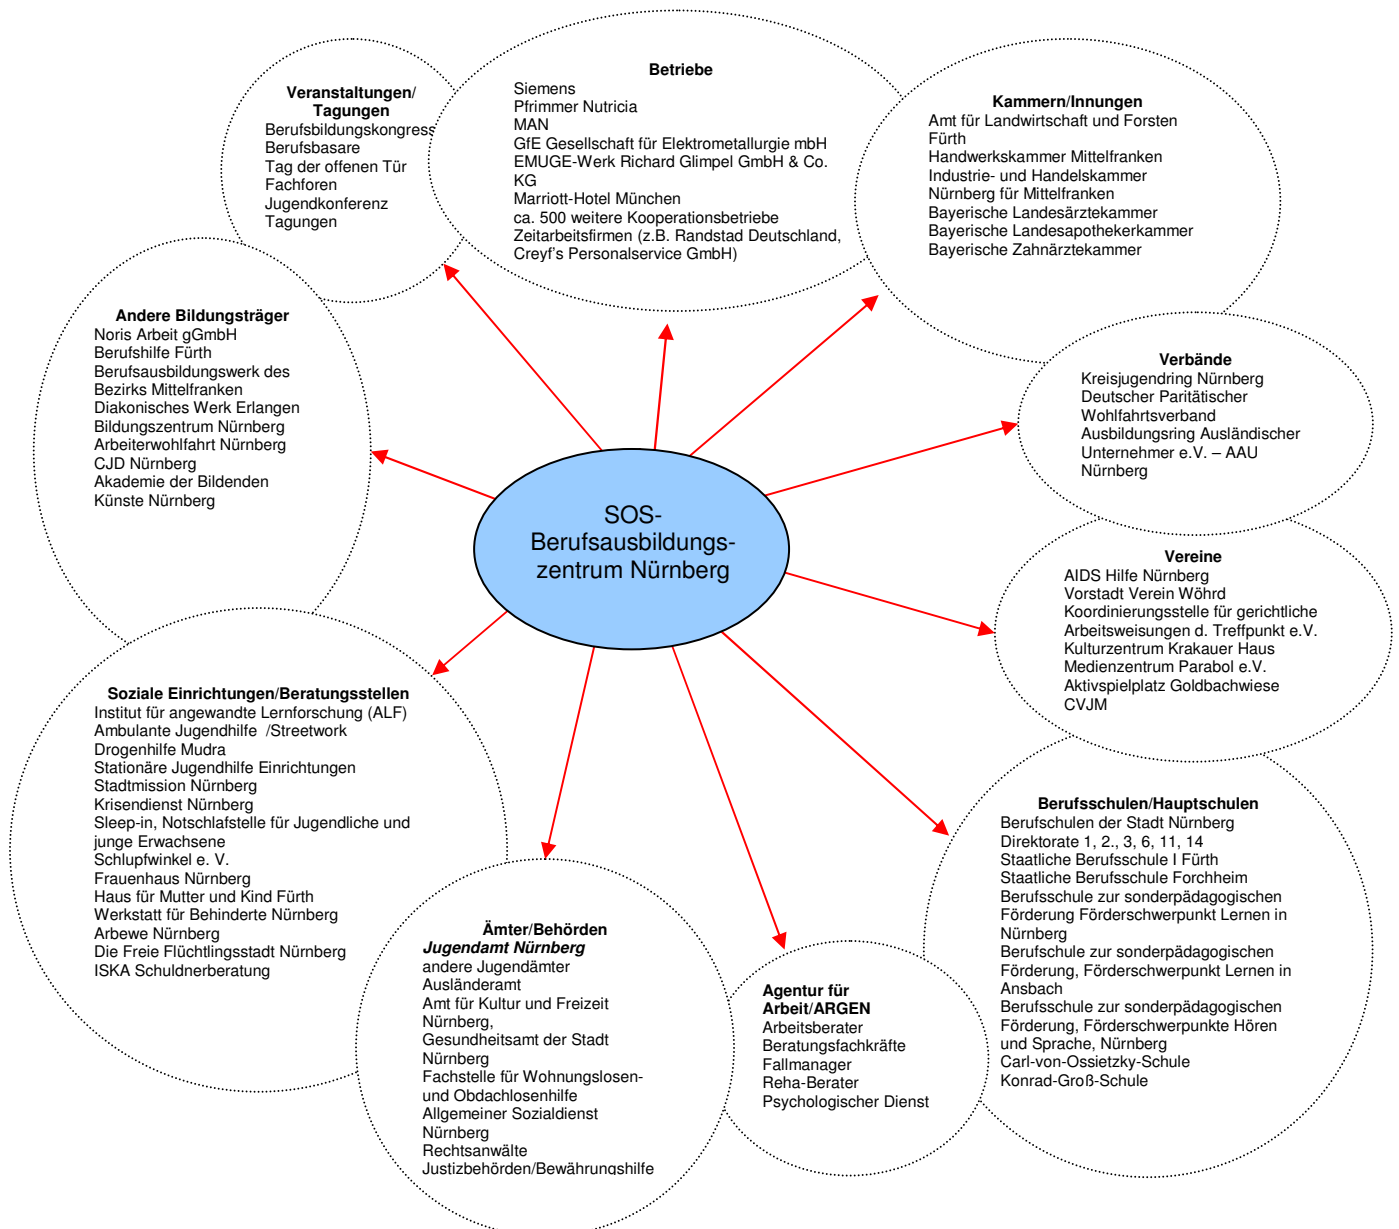 Veranstaltungen/
Tagungen
Berufsbildungskongress
Berufsbasare
Tag der offenen Tür
Fachforen
Jugendkonferenz
Tagungen
Betriebe
Siemens
Pfrimmer Nutricia
MAN
GfE Gesellschaft für Elektrometallurgie mbH
EMUGE-Werk Richard Glimpel GmbH & Co.
KG
Marriott-Hotel München
ca. 500 weitere Kooperationsbetriebe
Zeitarbeitsfirmen (z.B. Randstad Deutschland,
Creyf's Personalservice GmbH)
Kammern/Innungen
Amt für Landwirtschaft und Forsten
Fürth
Handwerkskammer Mittelfranken
Industrie- und Handelskammer
Nürnberg für Mittelfranken
Bayerische Landesärztekammer
Bayerische Landesapothekerkammer
Bayerische Zahnärztekammer
Andere Bildungsträger
Noris Arbeit gGmbH
Berufshilfe Fürth
Berufsausbildungswerk des
Bezirks Mittelfranken
Diakonisches Werk Erlangen
Bildungszentrum Nürnberg
Arbeiterwohlfahrt Nürnberg
CJD Nürnberg
Akademie der Bildenden
Künste Nürnberg
Verbände
Kreisjugendring Nürnberg
Deutscher Paritätischer
Wohlfahrtsverband
Ausbildungsring Ausländischer
Unternehmer e.V. – AAU
Nürnberg
SOS-
Berufsausbildungs-
zentrum Nürnberg
Vereine
AIDS Hilfe Nürnberg
Vorstadt Verein Wöhrd
Koordinierungsstelle für gerichtliche
Arbeitsweisungen d. Treffpunkt e.V.
Kulturzentrum Krakauer Haus
Medienzentrum Parabol e.V.
Aktivspielplatz Goldbachwiese
CVJM
Soziale Einrichtungen/Beratungsstellen
Institut für angewandte Lernforschung (ALF)
Ambulante Jugendhilfe /Streetwork
Drogenhilfe Mudra
Stationäre Jugendhilfe Einrichtungen
Stadtmission Nürnberg
Krisendienst Nürnberg
Sleep-in, Notschlafstelle für Jugendliche und
junge Erwachsene
Schlupfwinkel e. V.
Frauenhaus Nürnberg
Haus für Mutter und Kind Fürth
Werkstatt für Behinderte Nürnberg
Arbewe Nürnberg
Die Freie Flüchtlingsstadt Nürnberg
ISKA Schuldnerberatung
Ämter/Behörden
Jugendamt Nürnberg
andere Jugendämter
Ausländeramt
Amt für Kultur und Freizeit
Nürnberg,
Gesundheitsamt der Stadt
Nürnberg
Fachstelle für Wohnungslosen-
und Obdachlosenhilfe
Allgemeiner Sozialdienst
Nürnberg
Rechtsanwälte
Justizbehörden/Bewährungshilfe
Agentur für
Arbeit/ARGEN
Arbeitsberater
Beratungsfachkräfte
Fallmanager
Reha-Berater
Psychologischer Dienst
Berufsschulen/Hauptschulen
Berufschulen der Stadt Nürnberg
Direktorate 1, 2., 3, 6, 11, 14
Staatliche Berufsschule I Fürth
Staatliche Berufsschule Forchheim
Berufsschule zur sonderpädagogischen
Förderung Förderschwerpunkt Lernen in
Nürnberg
Berufschule zur sonderpädagogischen
Förderung, Förderschwerpunkt Lernen in
Ansbach
Berufsschule zur sonderpädagogischen
Förderung, Förderschwerpunkte Hören
und Sprache, Nürnberg
Carl-von-Ossietzky-Schule
Konrad-Groß-Schule